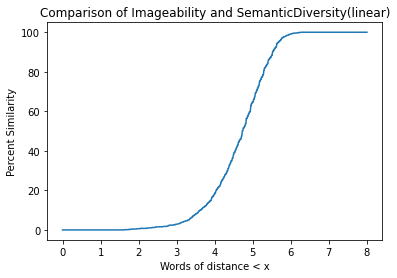 Comparison of Imageability and SemanticDiversity(linear)
100
80
60
40
20
0
Percent Similarity
0 1 2 3 4 5 6 7 8
Words of distance < x